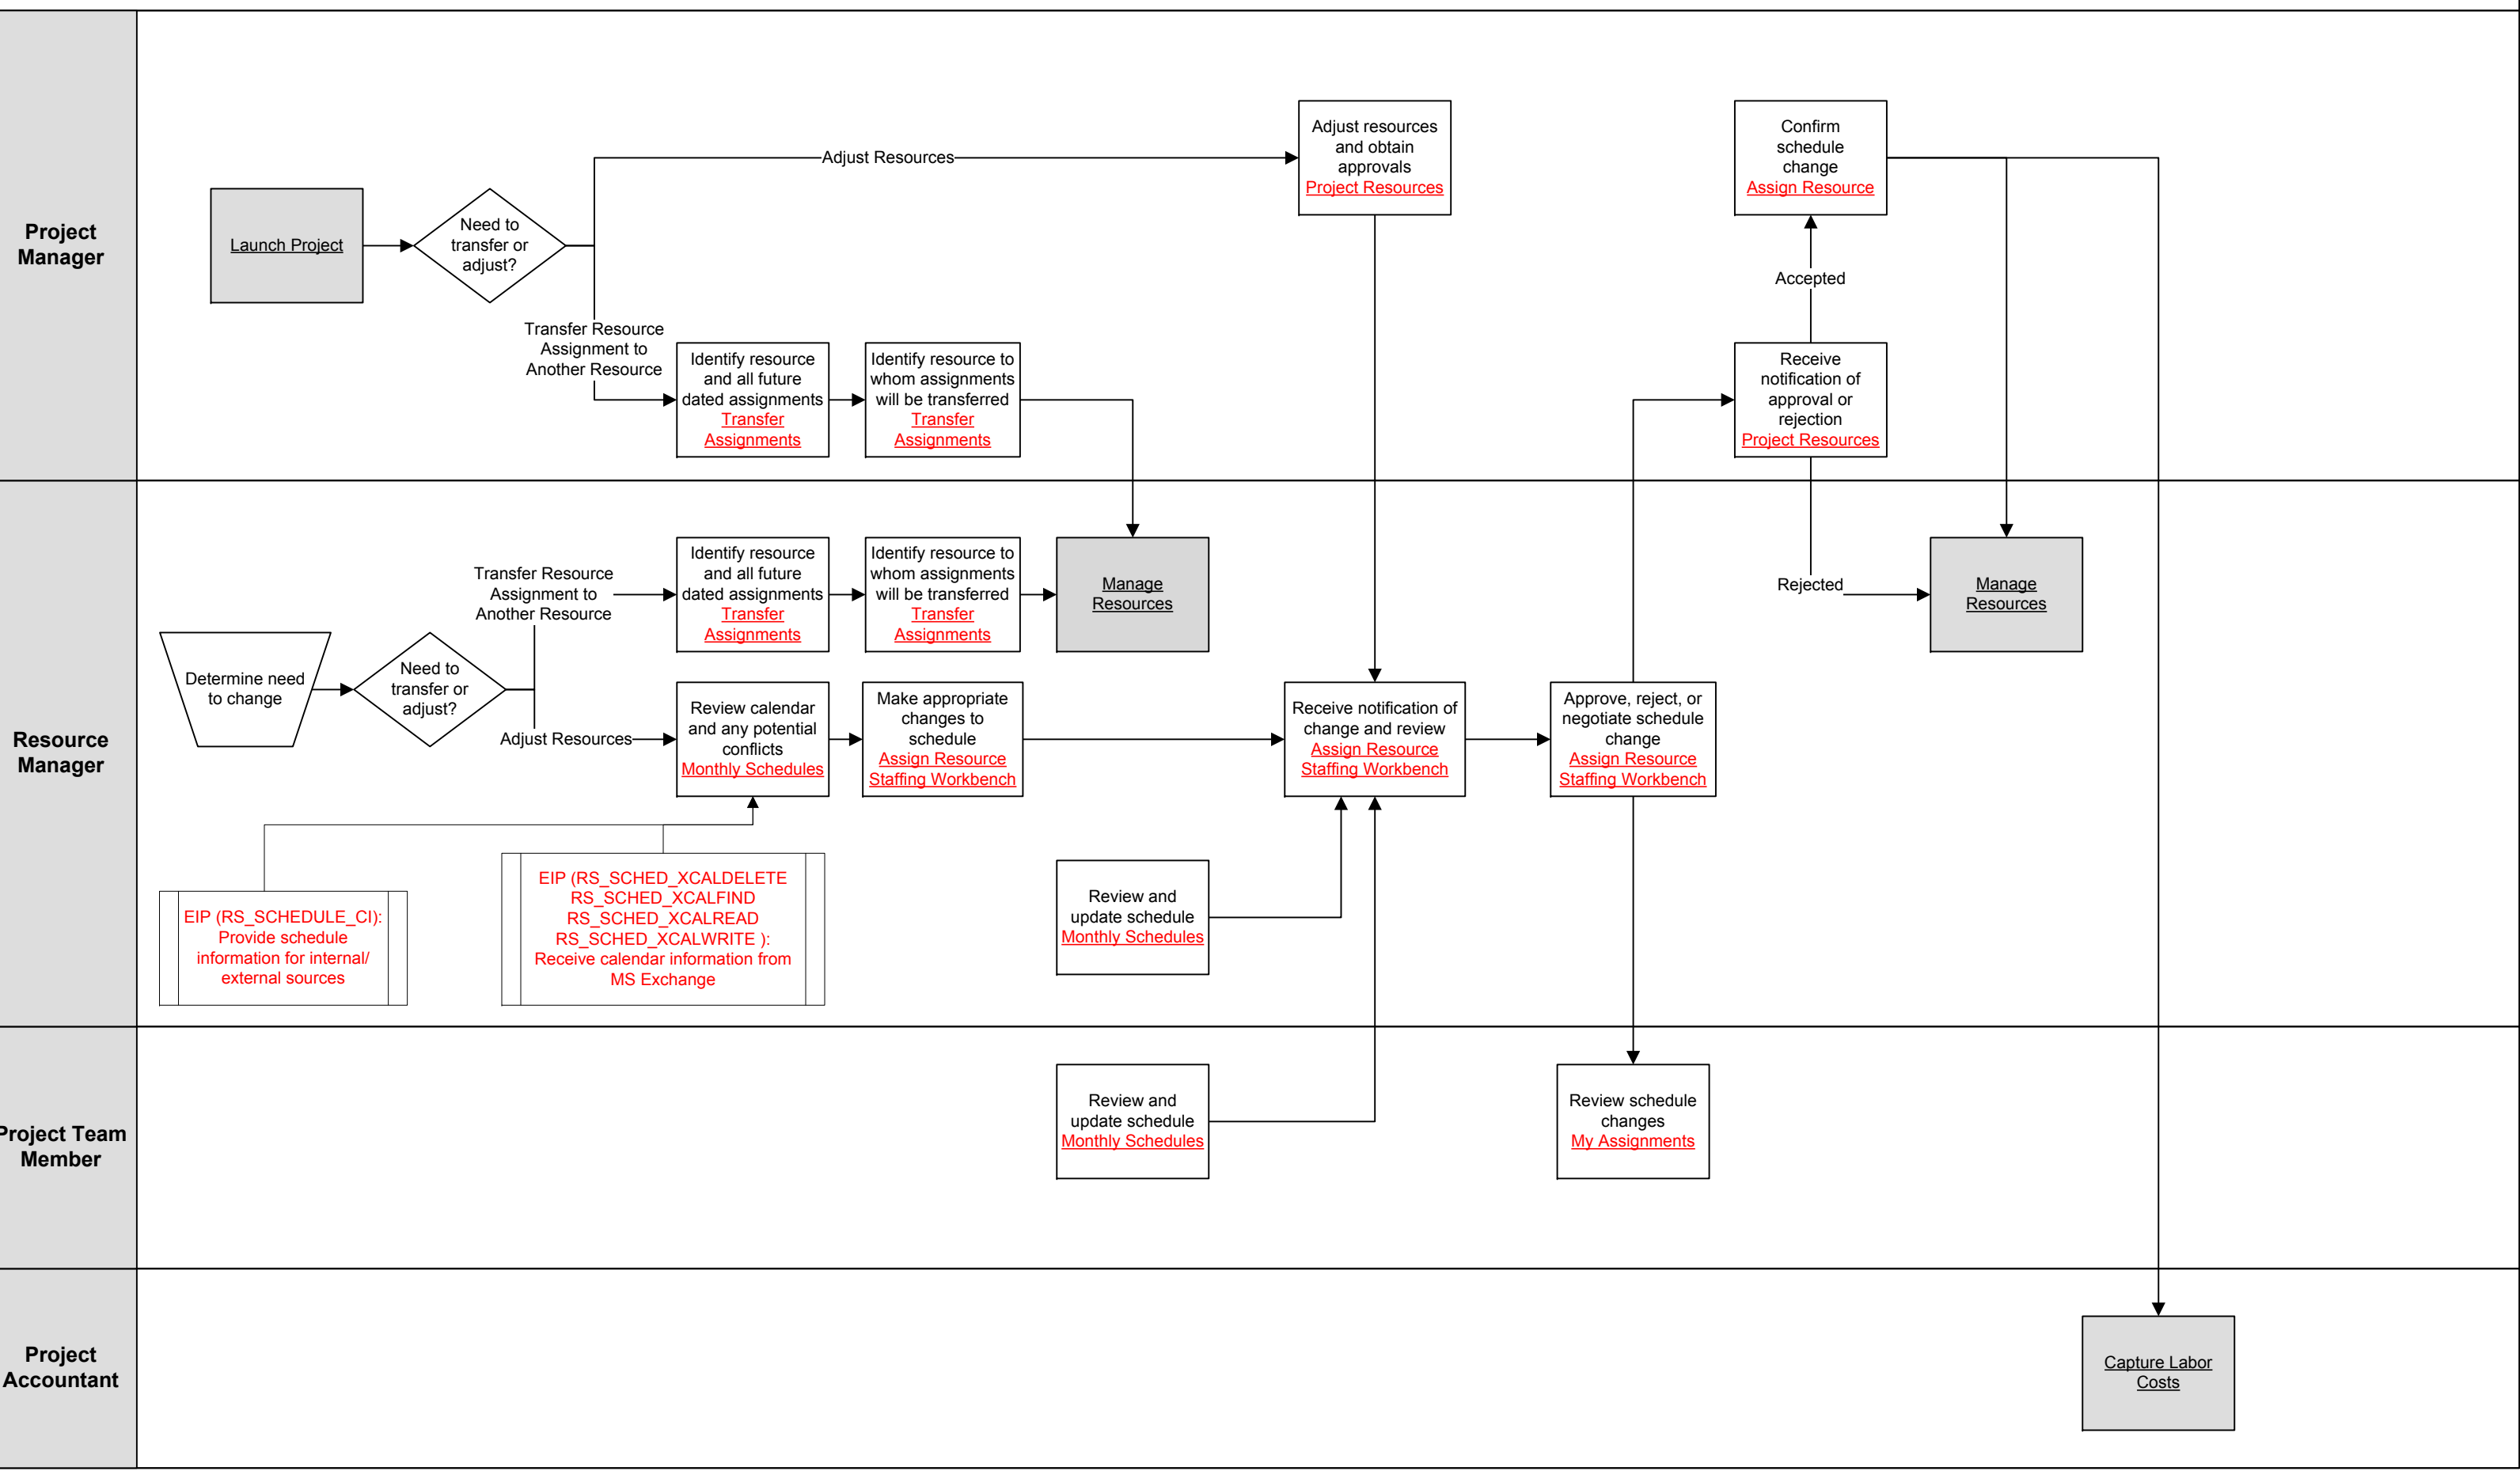 Project
Manager
Launch Project
Need to
transfer or
adjust?
Adjust Resources
Transfer Resource
Assignment to
Another Resource
Identify resource
and all future
dated assignments
Transfer
Assignments
Identify resource to
whom assignments
will be transferred
Transfer
Assignments
Adjust resources
and obtain
approvals
Project Resources
Confirm
schedule
change
Assign Resource
Accepted
Receive
notification of
approval or
rejection
Project Resources
Resource
Manager
Determine need
to change
Need to
transfer or
adjust?
Transfer Resource
Assignment to
Another Resource
Adjust Resources
Identify resource
and all future
dated assignments
Transfer
Assignments
Identify resource to
whom assignments
will be transferred
Transfer
Assignments
Manage
Resources
Rejected
Manage
Resources
Review calendar
and any potential
conflicts
Monthly Schedules
Make appropriate
changes to
schedule
Assign Resource
Staffing Workbench
Receive notification of
change and review
Assign Resource
Staffing Workbench
Approve, reject, or
negotiate schedule
change
Assign Resource
Staffing Workbench
EIP (RS_SCHEDULE_CI):
Provide schedule
information for internal/
external sources
EIP (RS_SCHED_XCALDELETE
RS_SCHED_XCALFIND
RS_SCHED_XCALREAD
RS_SCHED_XCALWRITE ):
Receive calendar information from
MS Exchange
Review and
update schedule
Monthly Schedules
Project Team
Member
Review and
update schedule
Monthly Schedules
Review schedule
changes
My Assignments
Project
Accountant
Capture Labor
Costs